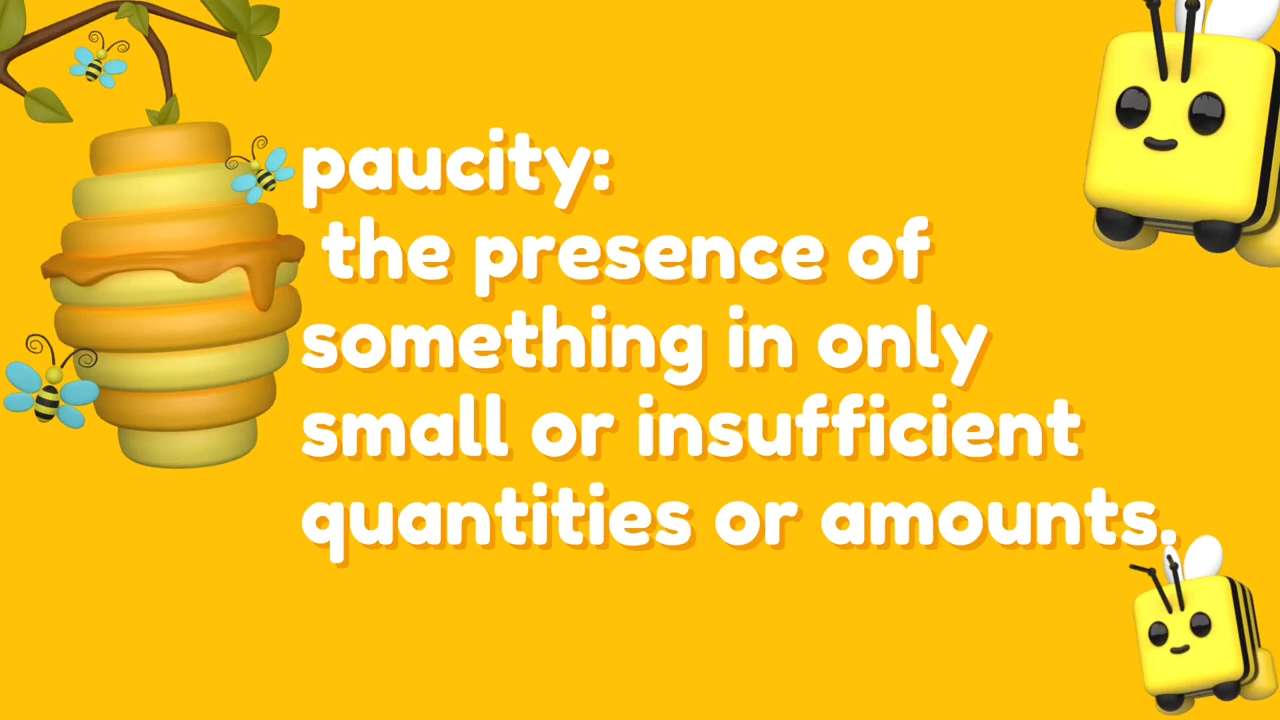 paucity:
the presence of
something in only
small or insufficient
quantities or amounts.